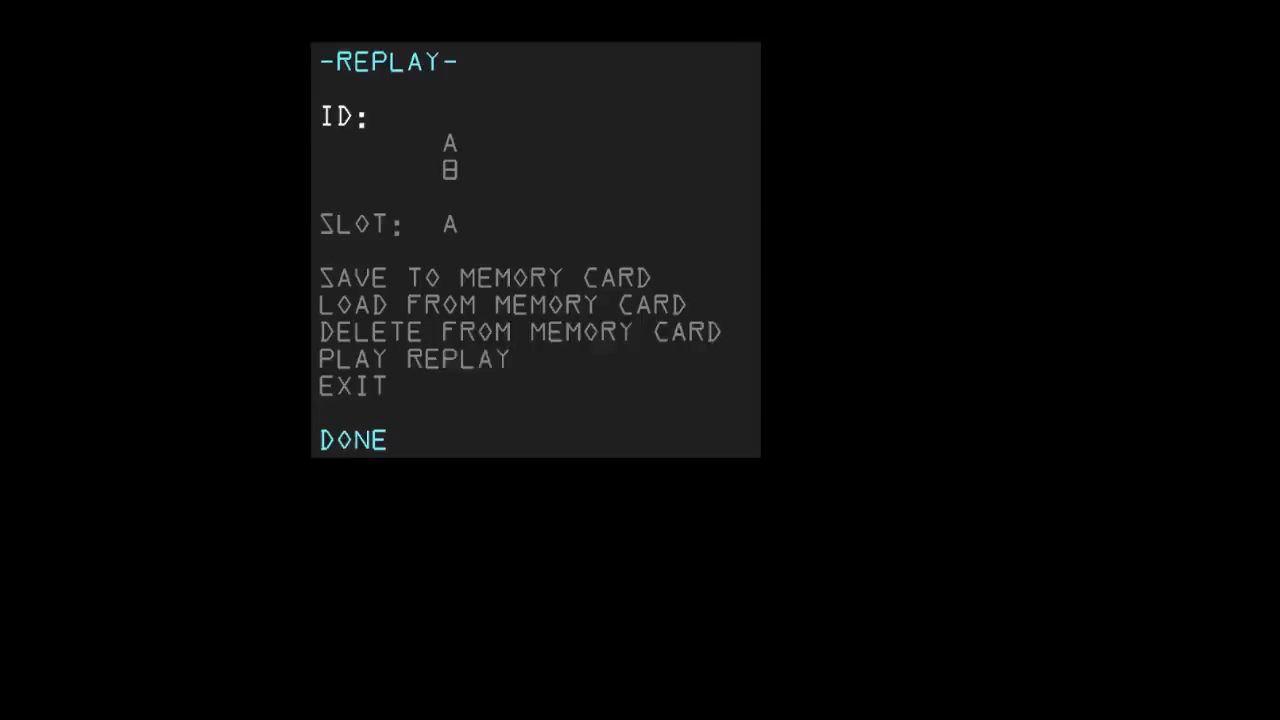 -REPLAY-
ID:
A
B
SLOT: A
SAVE TO MEMORY CARD
LOAD FROM MEMORY CARD
DELETE FROM MEMORY CARD
PLAY REPLAY
EXIT
DONE